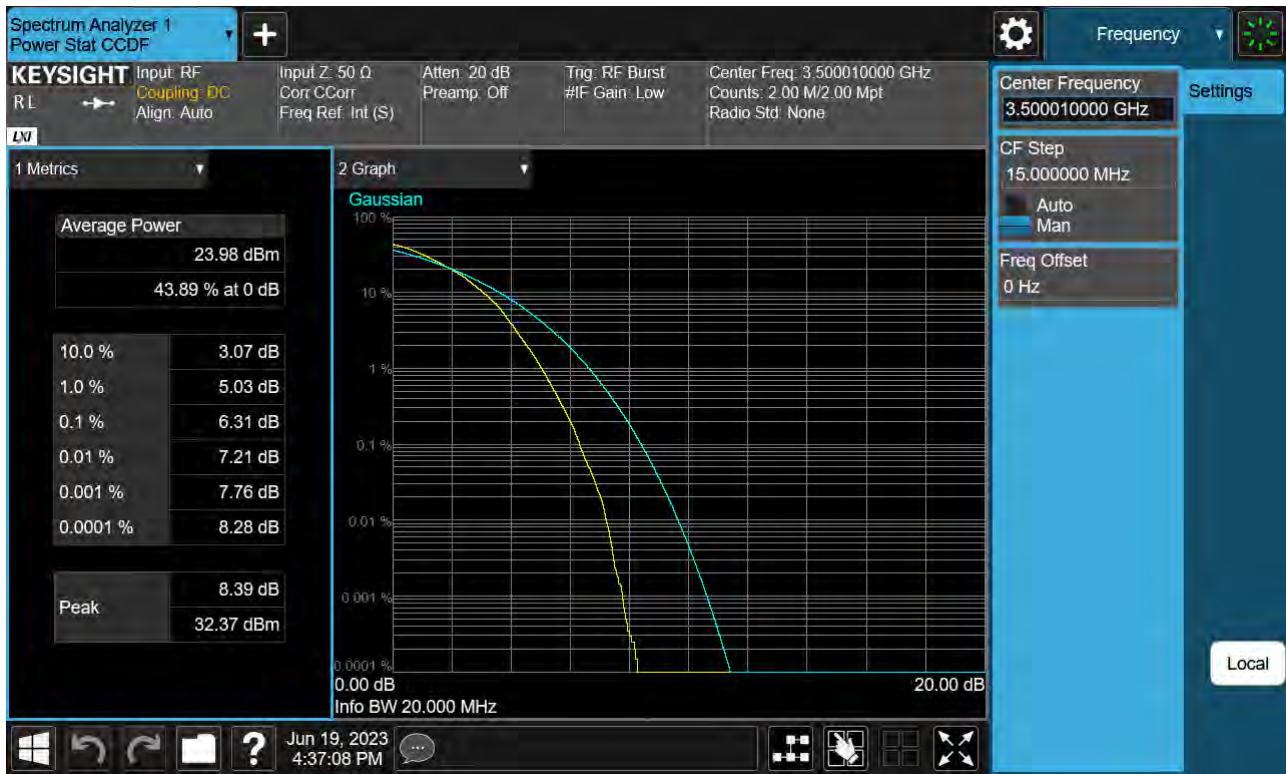 Spectrum Analyzer 1
Power Stat CCDF
+
Frequency
KEYSIGHT
R L
LXI
Input: RF
Coupling: DC
Align: Auto
Input Z: 50 Ω
Corr CCorr
Freq Ref: Int (S)
Atten: 20 dB
Preamp: Off
Trig: RF Burst
#IF Gain: Low
Center Freq: 3.500010000 GHz
Counts: 2.00 M/2.00 Mpt
Radio Std: None
Center Frequency
3.500010000 GHz
Settings
CF Step
15.000000 MHz
Auto
Man
Freq Offset
0 Hz
1 Metrics
Average Power
23.98 dBm
43.89 % at 0 dB
10.0 % 3.07 dB
1.0 % 5.03 dB
0.1 % 6.31 dB
0.01 % 7.21 dB
0.001 % 7.76 dB
0.0001 % 8.28 dB
Peak
8.39 dB
32.37 dBm
2 Graph
Gaussian
100 %
10 %
1 %
0.1 %
0.01 %
0.001 %
0.0001 %
0.00 dB
20.00 dB
Info BW 20.000 MHz
Local
?
Jun 19, 2023
4:37:08 PM